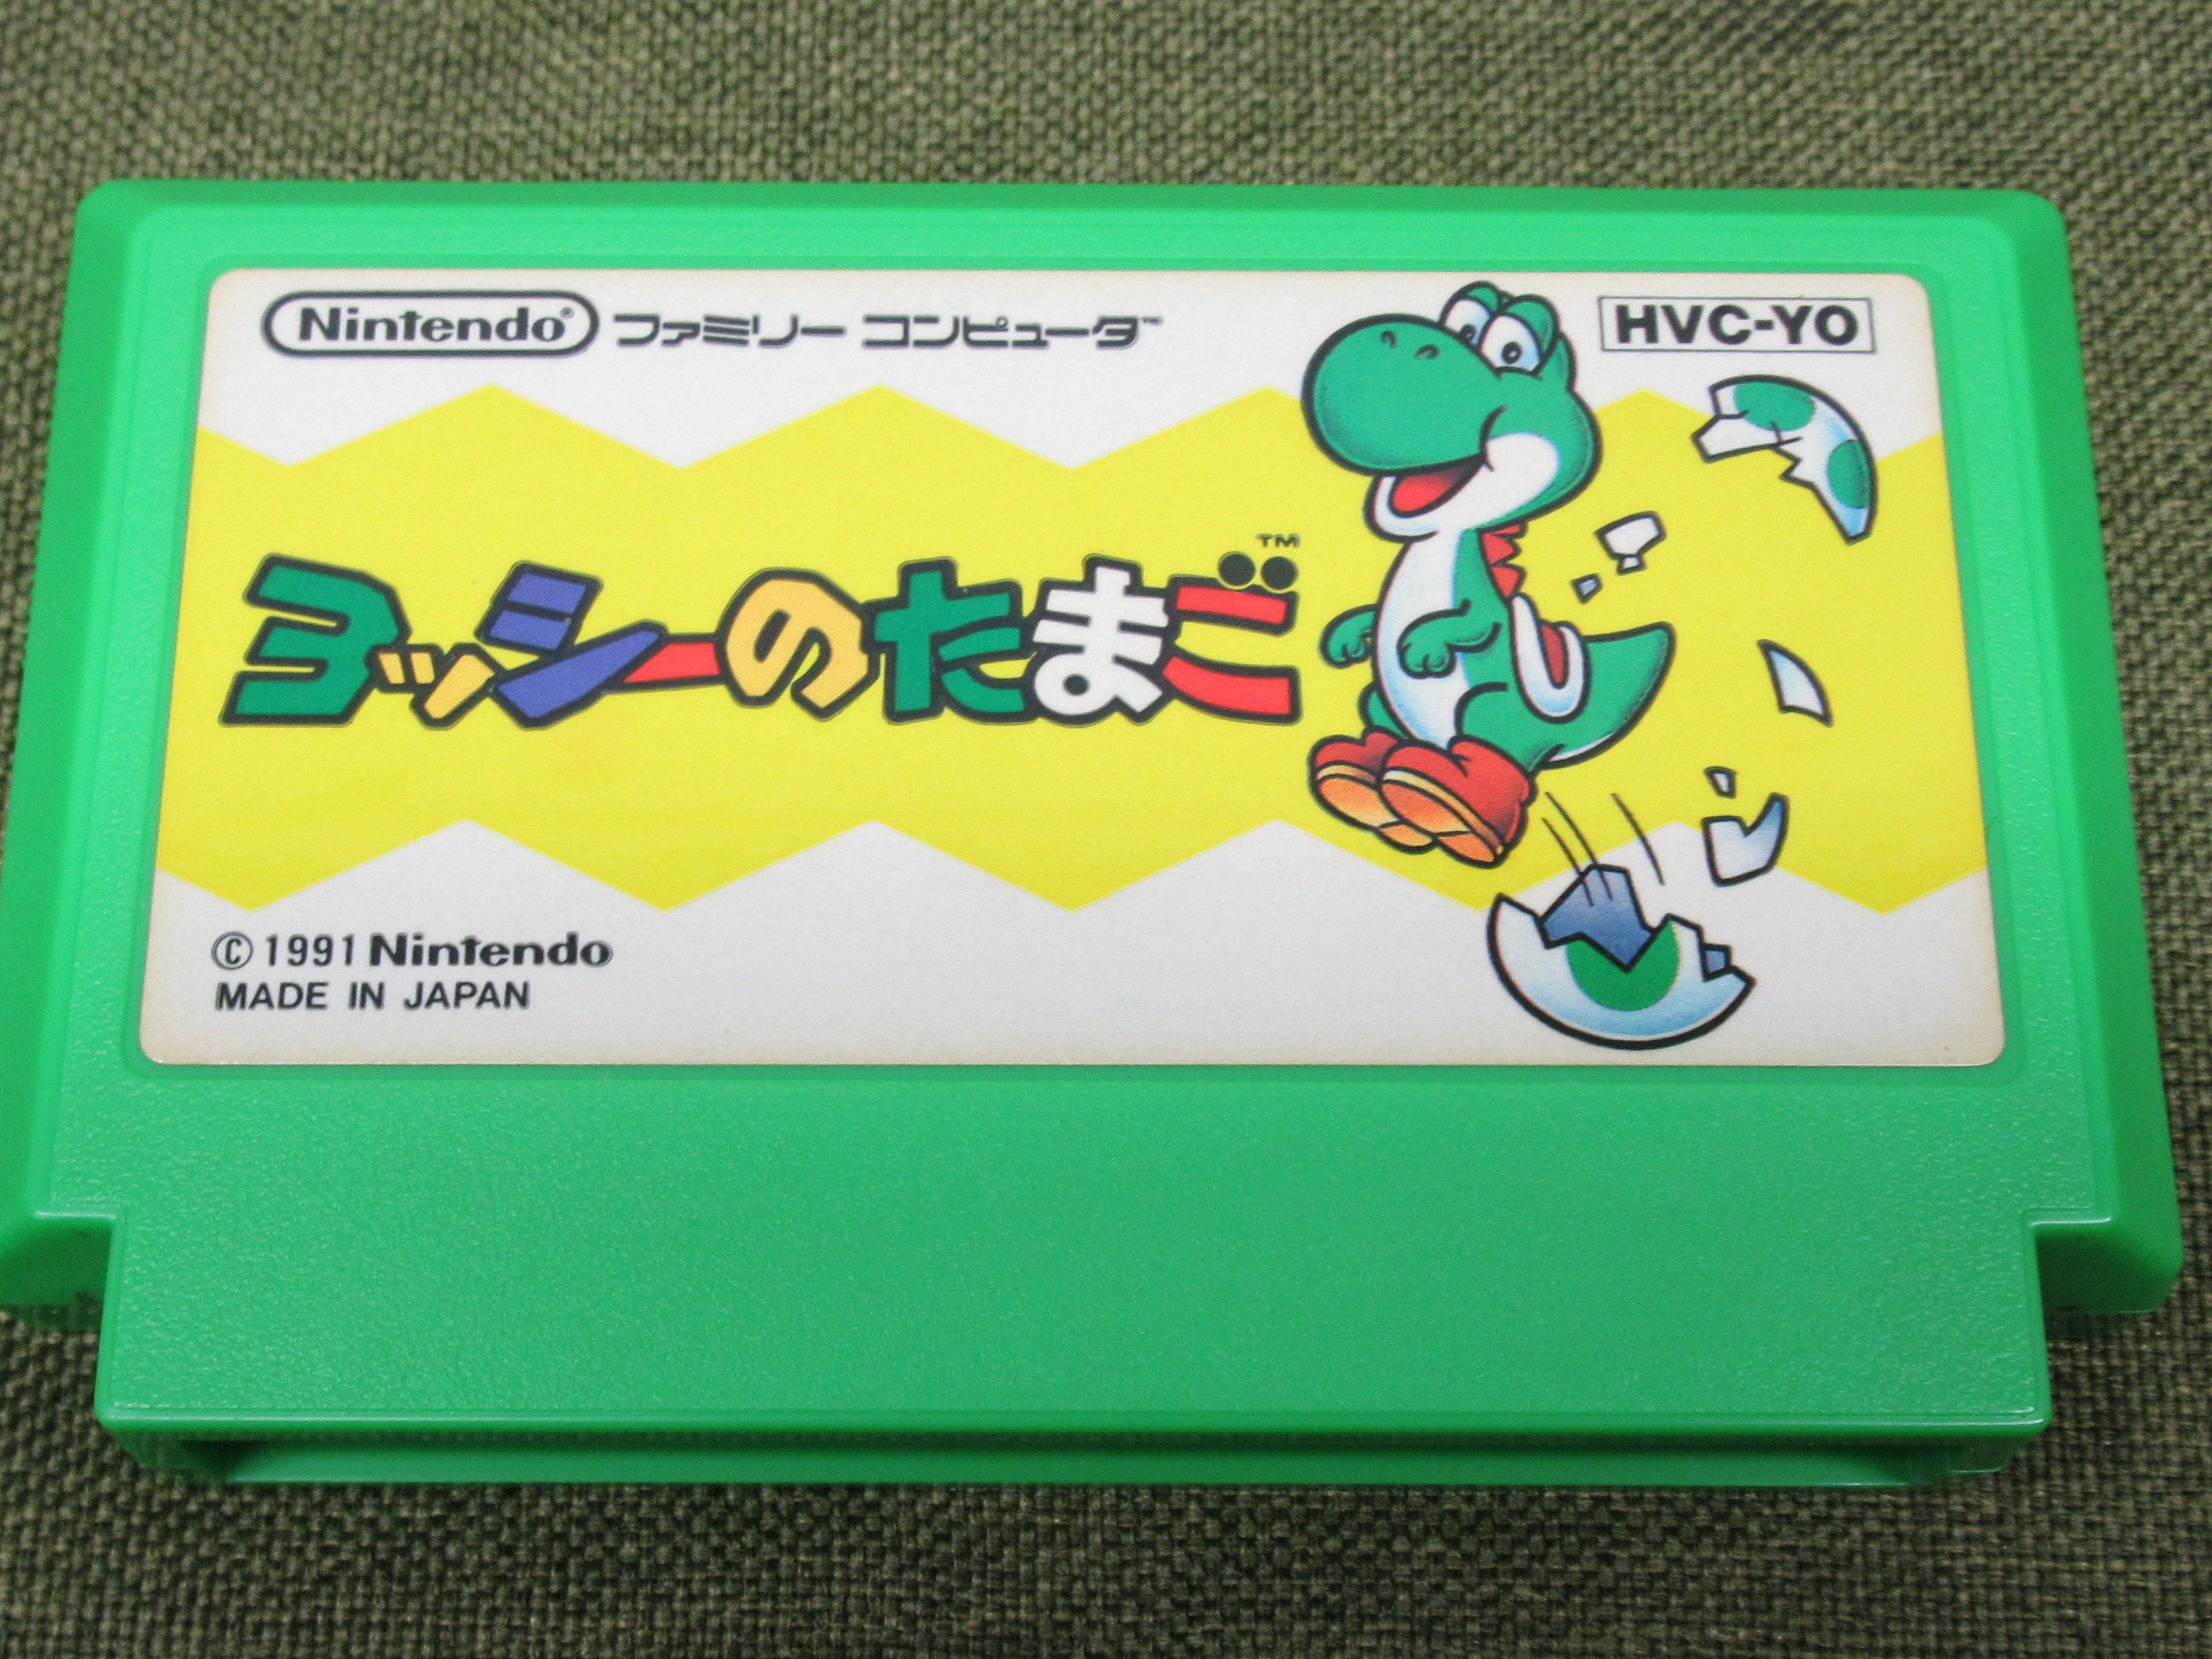 Nintendo® ファミリー コンピュータ™
HVC-YO
ヨッシーのたまご™
©1991 Nintendo
MADE IN JAPAN